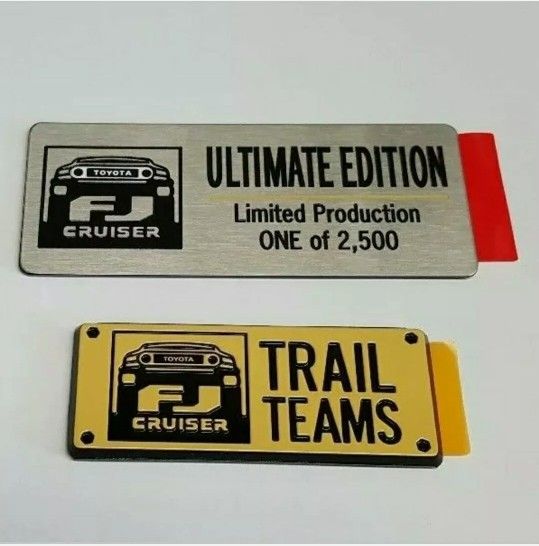 TOYOTA
FJ
CRUISER
ULTIMATE EDITION
Limited Production
ONE of 2,500
TOYOTA
FJ
CRUISER
TRAIL
TEAMS